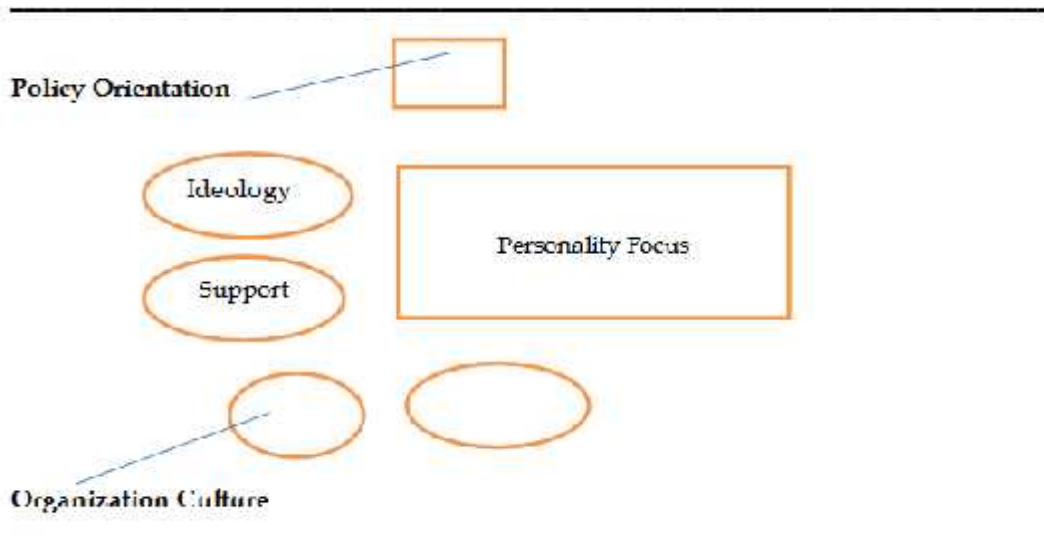 Policy Orientation
Ideology
Personality Focus
Support
Organization Culture